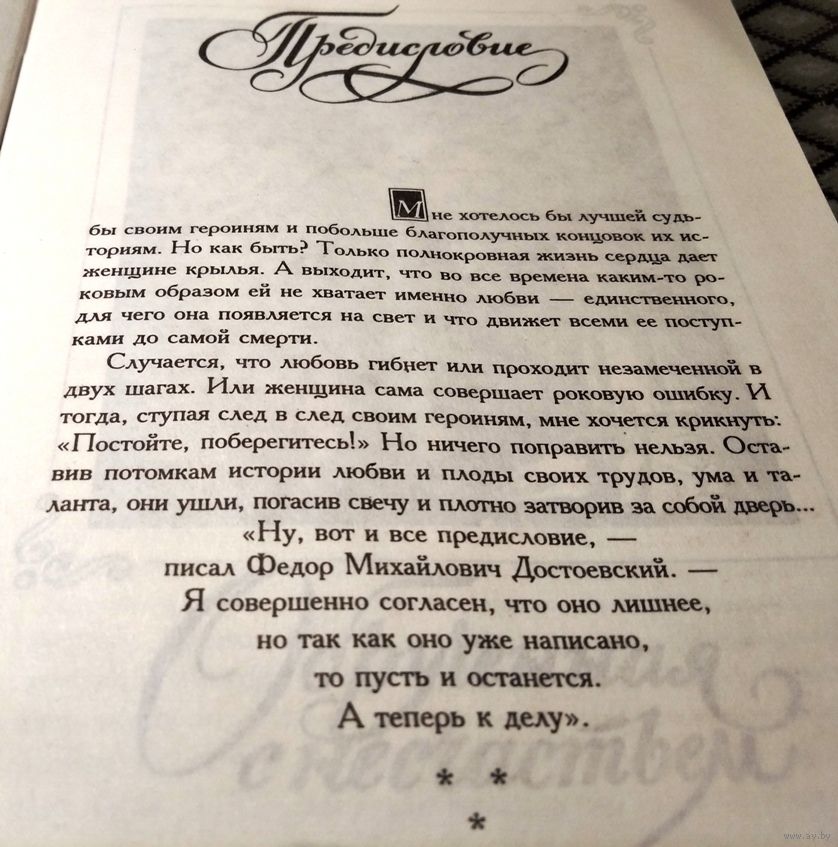 Предисловие
Мне хотелось бы лучшей судь-
бы своим героиням и побольше благополучных концовок их ис-
ториям. Но как быть? Только полнокровная жизнь сердца дает
женщине крылья. А выходит, что во все времена каким-то ро-
ковым образом ей не хватает именно любви — единственного,
для чего она появляется на свет и что движет всеми ее поступ-
ками до самой смерти.
Случается, что любовь гибнет или проходит незамеченной в
двух шагах. Или женщина сама совершает роковую ошибку. И
тогда, ступая след в след своим героиням, мне хочется крикнуть:
«Постойте, поберегитесь!» Но ничего поправить нельзя. Оста-
вив потомкам истории любви и плоды своих трудов, ума и та-
ланта, они ушли, погасив свечу и плотно затворив за собой дверь...
«Ну, вот и все предисловие, —
писал Федор Михайлович Достоевский. —
Я совершенно согласен, что оно лишнее,
но так как оно уже написано,
то пусть и останется.
А теперь к делу».
* *
*
с несчастьем
www.ay.by